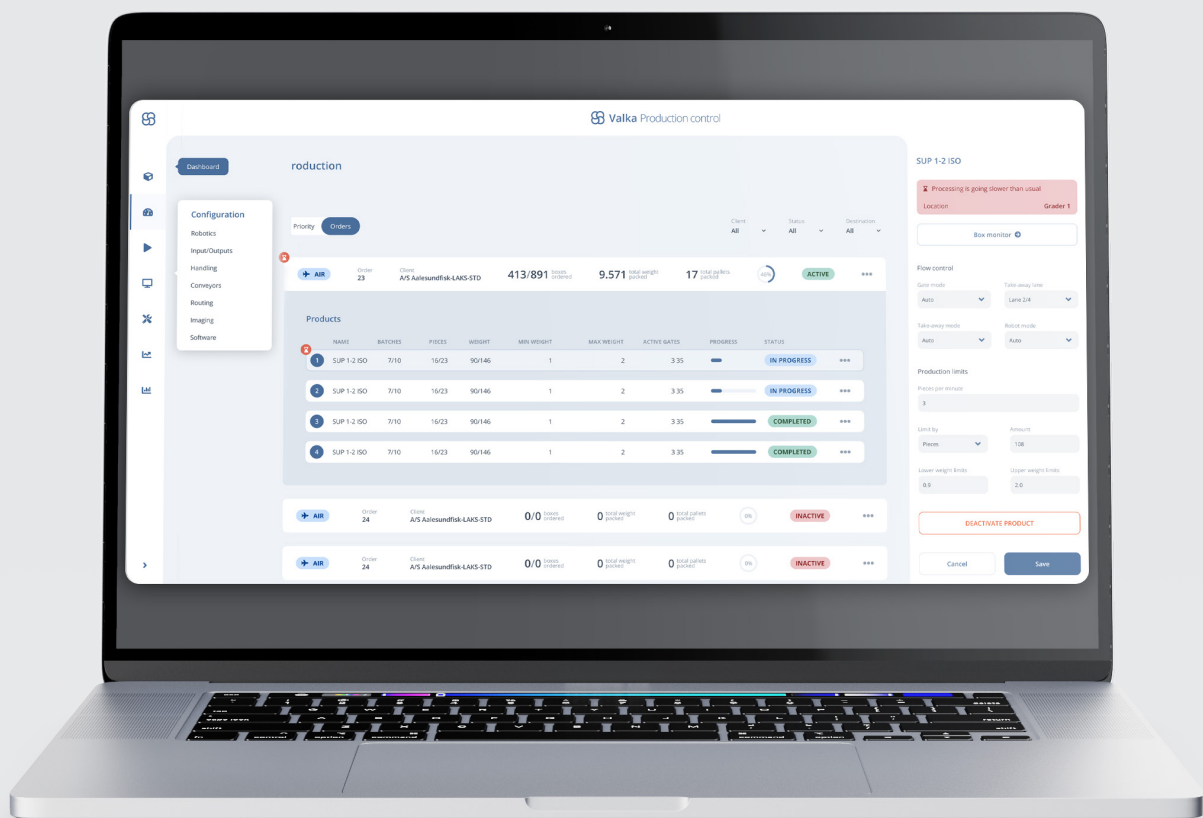 Valka Production control
Dashboard
roduction
Configuration
Robotics
Input/Outputs
Handling
Conveyors
Routing
Imaging
Software
Priority Orders
Client Status Destination
All All All
AIR Order 23 Client A/S Aalesundfisk-LAKS-STD 413/891 boxes ordered 9.571 total weight packed 17 total pallets packed ACTIVE
Products
NAME BATCHES PIECES WEIGHT MIN WEIGHT MAX WEIGHT ACTIVE GATES PROGRESS STATUS
1 SUP 1-2 ISO 7/10 16/23 90/146 1 2 3 35 IN PROGRESS
2 SUP 1-2 ISO 7/10 16/23 90/146 1 2 3 35 IN PROGRESS
3 SUP 1-2 ISO 7/10 16/23 90/146 1 2 3 35 COMPLETED
4 SUP 1-2 ISO 7/10 16/23 90/146 1 2 3 35 COMPLETED
AIR Order 24 Client A/S Aalesundfisk-LAKS-STD 0/0 boxes ordered 0 total weight packed 0 total pallets packed 0% INACTIVE
AIR Order 24 Client A/S Aalesundfisk-LAKS-STD 0/0 boxes ordered 0 total weight packed 0 total pallets packed 0% INACTIVE
SUP 1-2 ISO
Processing is going slower than usual
Location Grader 1
Box monitor
Flow control
Gate mode Take-away lane
Auto Lane 2/4
Take-away mode Robot mode
Auto Auto
Production limits
Pieces per minute
3
Limit by Amount
Pieces 108
Lower weight limits Upper weight limits
0.9 2.0
DEACTIVATE PRODUCT
Cancel Save
delete
return
shift
fn control option command command option